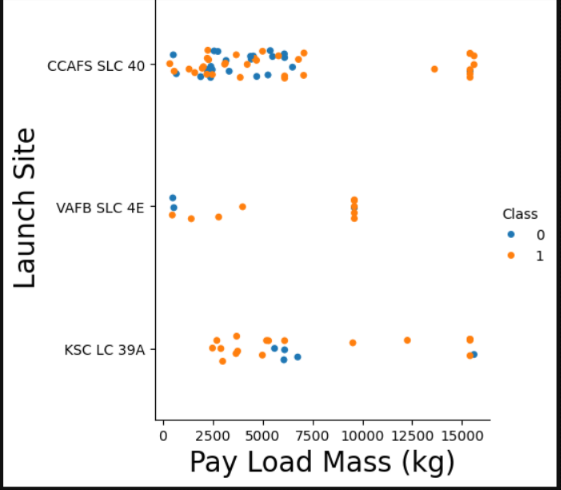 CCAFS SLC 40
VAFB SLC 4E
KSC LC 39A
Launch Site
0 2500 5000 7500 10000 12500 15000
Pay Load Mass (kg)
Class
0
1